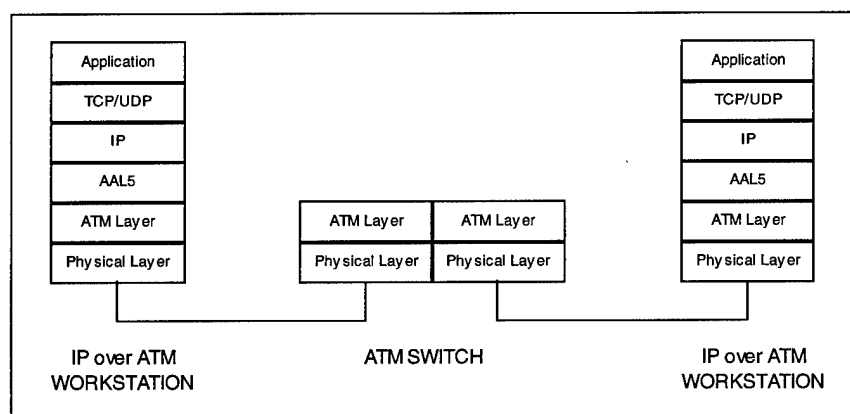 Application
TCP/UDP
IP
AAL5
ATM Layer
Physical Layer
ATM Layer
ATM Layer
Physical Layer
Physical Layer
Application
TCP/UDP
IP
AAL5
ATM Layer
Physical Layer
IP over ATM
WORKSTATION
ATM SWITCH
IP over ATM
WORKSTATION